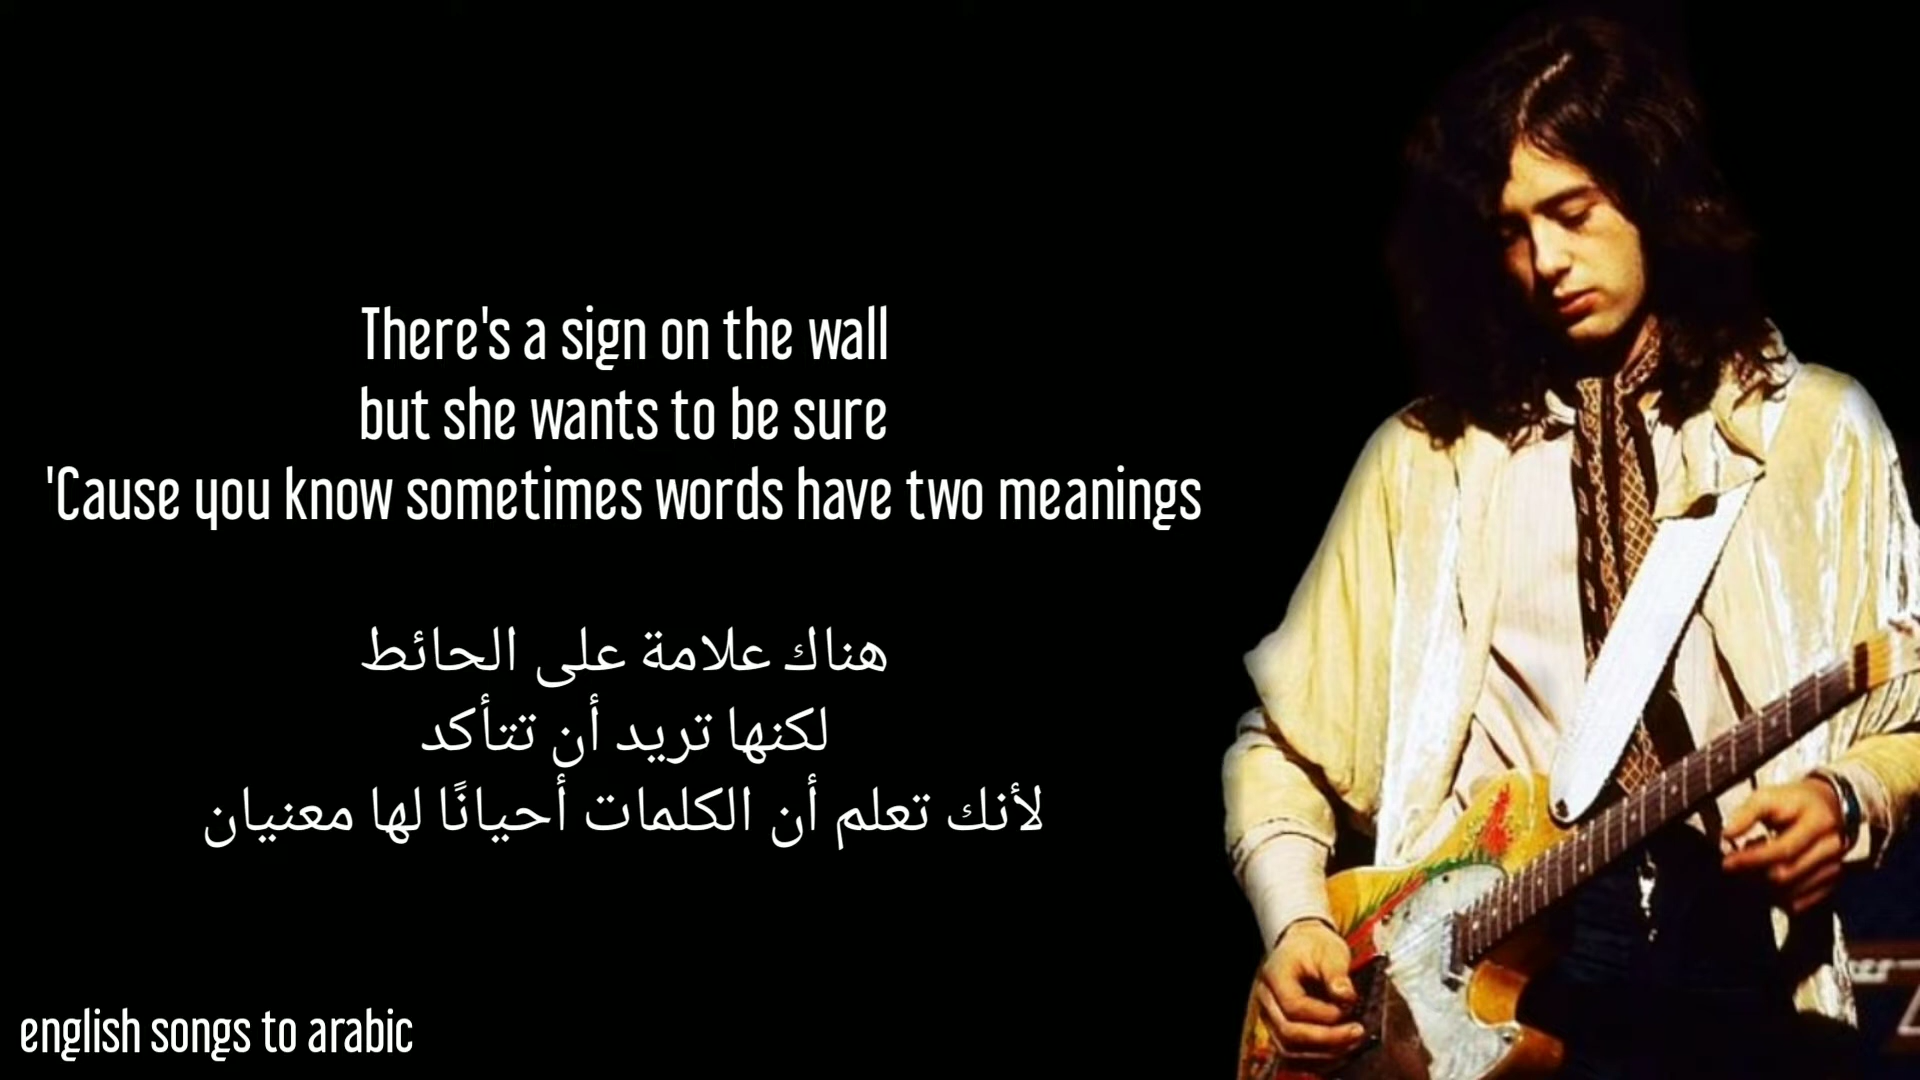 There's a sign on the wall
but she wants to be sure
'Cause you know sometimes words have two meanings
هناك علامة على الحائط
لكنها تريد أن تتأكد
لأنك تعلم أن الكلمات أحيانًا لها معنيان
english songs to arabic